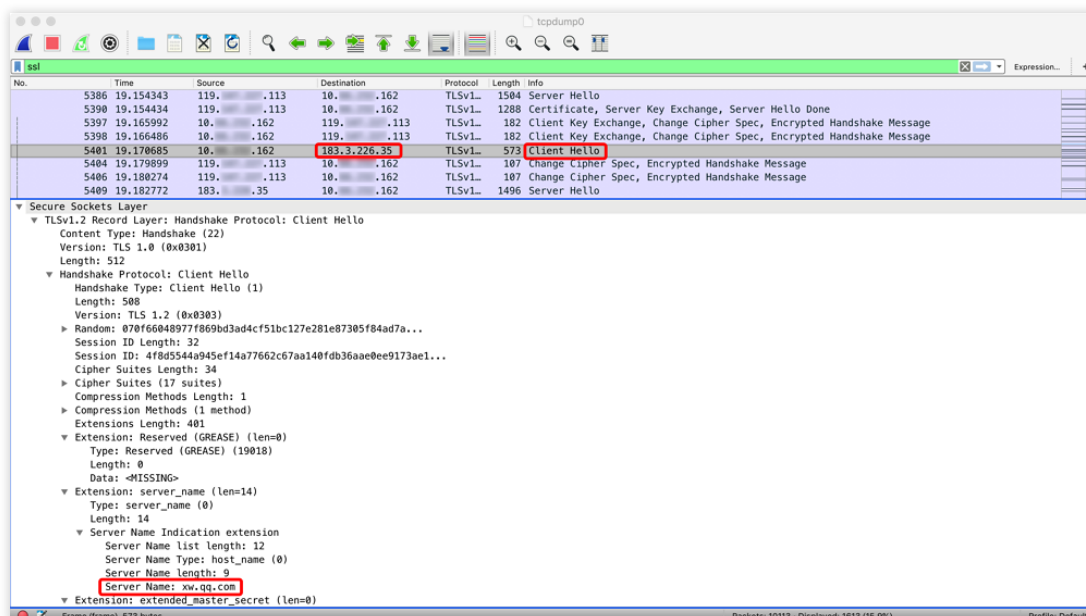 tcpdump0
ssl
Expression...
No. Time Source Destination Protocol Length Info
5386 19.154343 119. .113 10. .162 TLSv1… 1504 Server Hello
5390 19.154434 119. .113 10. .162 TLSv1… 1288 Certificate, Server Key Exchange, Server Hello Done
5397 19.165992 10. .162 119. .113 TLSv1… 182 Client Key Exchange, Change Cipher Spec, Encrypted Handshake Message
5398 19.166486 10. .162 119. .113 TLSv1… 182 Client Key Exchange, Change Cipher Spec, Encrypted Handshake Message
5401 19.170685 10. .162 183.3.226.35 TLSv1… 573 Client Hello
5404 19.179899 119. .113 10. .162 TLSv1… 107 Change Cipher Spec, Encrypted Handshake Message
5406 19.180274 119. .113 10. .162 TLSv1… 107 Change Cipher Spec, Encrypted Handshake Message
5409 19.182772 183. .35 10. .162 TLSv1… 1496 Server Hello
Secure Sockets Layer
TLSv1.2 Record Layer: Handshake Protocol: Client Hello
Content Type: Handshake (22)
Version: TLS 1.0 (0x0301)
Length: 512
Handshake Protocol: Client Hello
Handshake Type: Client Hello (1)
Length: 508
Version: TLS 1.2 (0x0303)
Random: 070f66048977f869bd3ad4cf51bc127e281e87305f84ad7a...
Session ID Length: 32
Session ID: 4f8d5544a945ef14a77662c67aa140fdb36aae0ee9173ae1...
Cipher Suites Length: 34
Cipher Suites (17 suites)
Compression Methods Length: 1
Compression Methods (1 method)
Extensions Length: 401
Extension: Reserved (GREASE) (len=0)
Type: Reserved (GREASE) (19018)
Length: 0
Data: <MISSING>
Extension: server_name (len=14)
Type: server_name (0)
Length: 14
Server Name Indication extension
Server Name list length: 12
Server Name Type: host_name (0)
Server Name length: 9
Server Name: xw.qq.com
Extension: extended_master_secret (len=0)